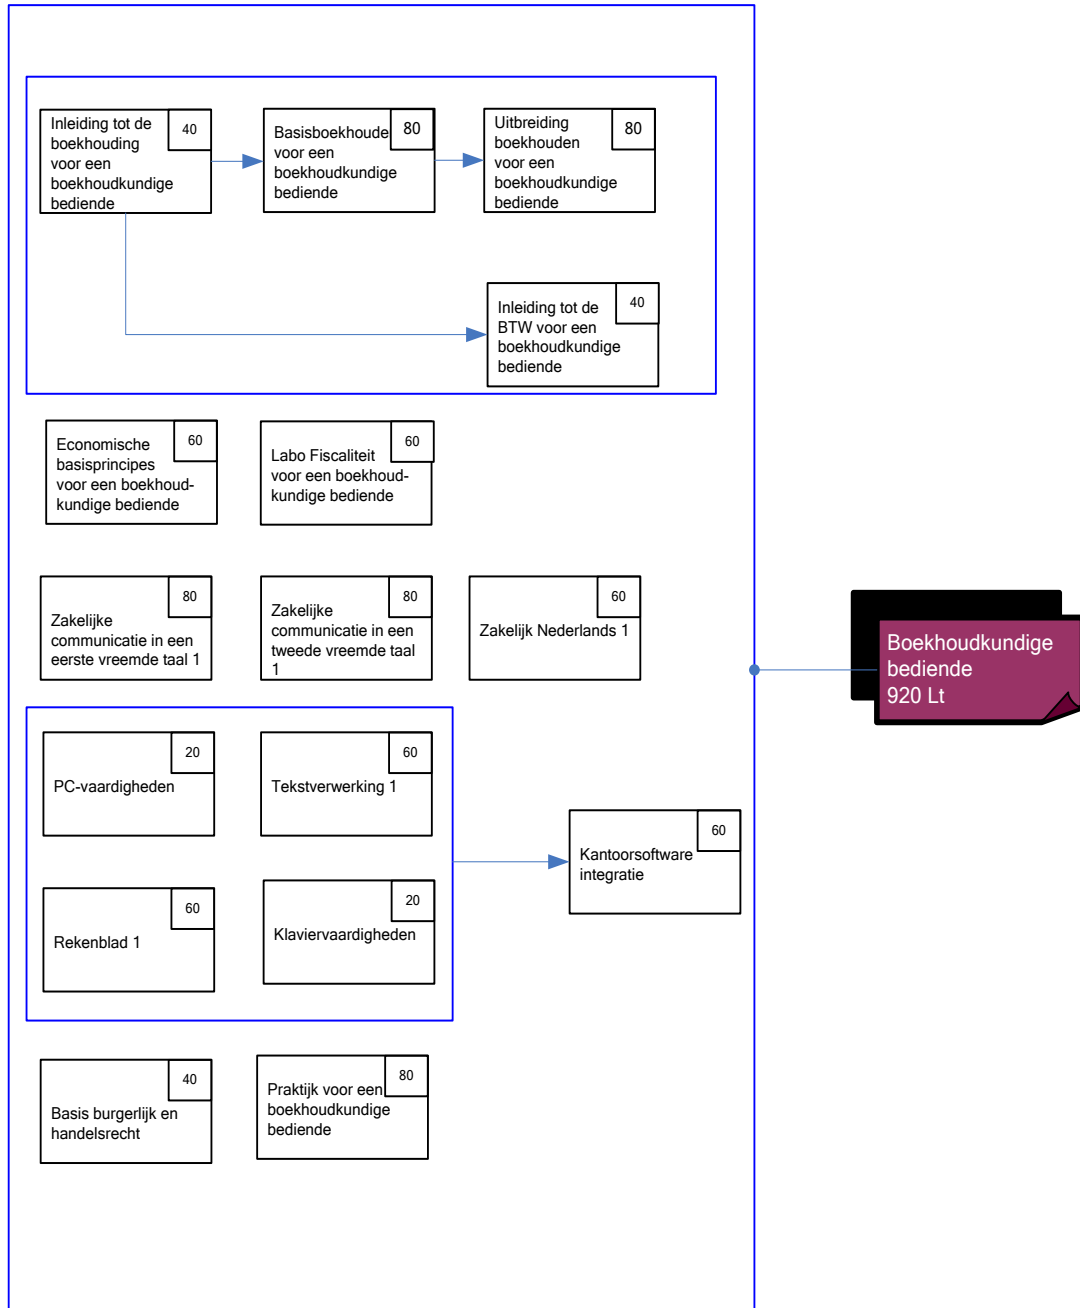 Inleiding tot de
boekhouding
voor een
boekhoudkundige
bediende
40
Basisboekhoude
voor een
boekhoudkundige
bediende
80
Uitbreiding
boekhouden
voor een
boekhoudkundige
bediende
80
Inleiding tot de
BTW voor een
boekhoudkundige
bediende
40
Economische
basisprincipes
voor een boekhoud-
kundige bediende
60
Labo Fiscaliteit
voor een boekhoud-
kundige bediende
60
Zakelijke
communicatie in een
eerste vreemde taal 1
80
Zakelijke
communicatie in een
tweede vreemde taal
1
80
Zakelijk Nederlands 1
60
Boekhoudkundige
bediende
920 Lt
PC-vaardigheden
20
Tekstverwerking 1
60
Rekenblad 1
60
Klaviervaardigheden
20
Kantoorsoftware
integratie
60
Basis burgerlijk en
handelsrecht
40
Praktijk voor een
boekhoudkundige
bediende
80